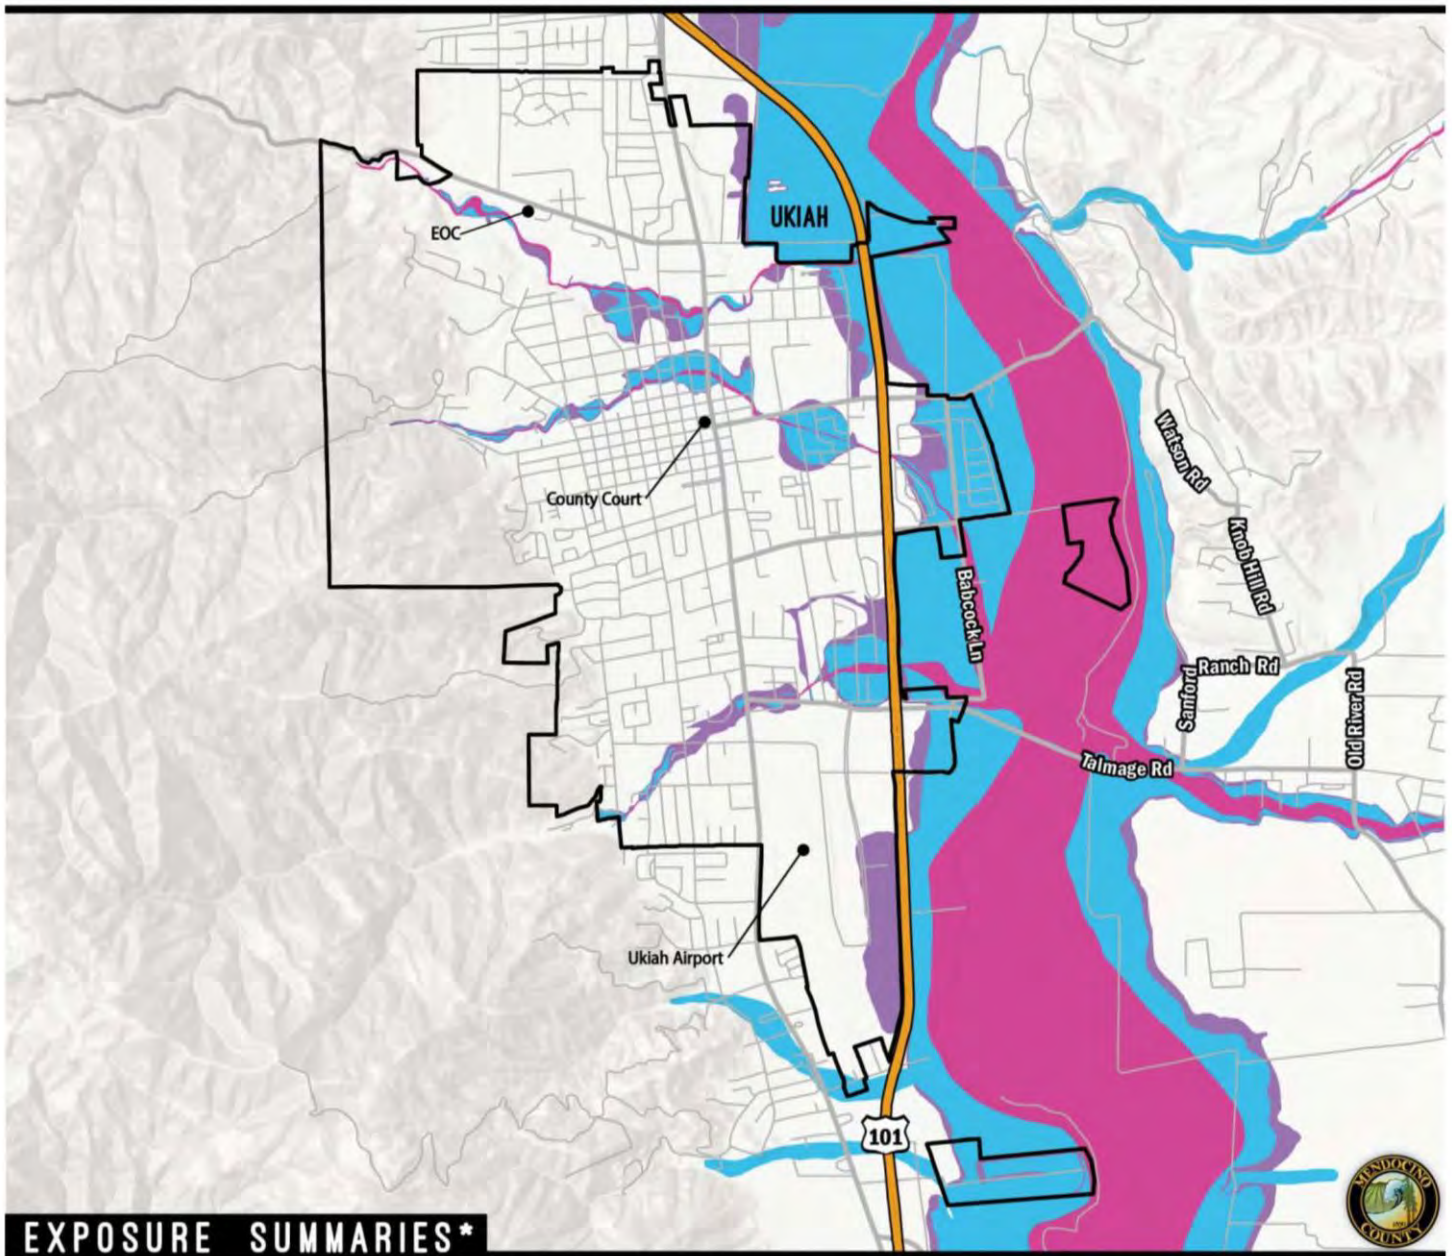 UKIAH
EOC
County Court
Watson Rd
Knob Hill Rd
Babcock Ln
Sanford
Ranch Rd
Old River Rd
Talmage Rd
Ukiah Airport
101
MENDOCINO
COUNTY
EXPOSURE SUMMARIES*